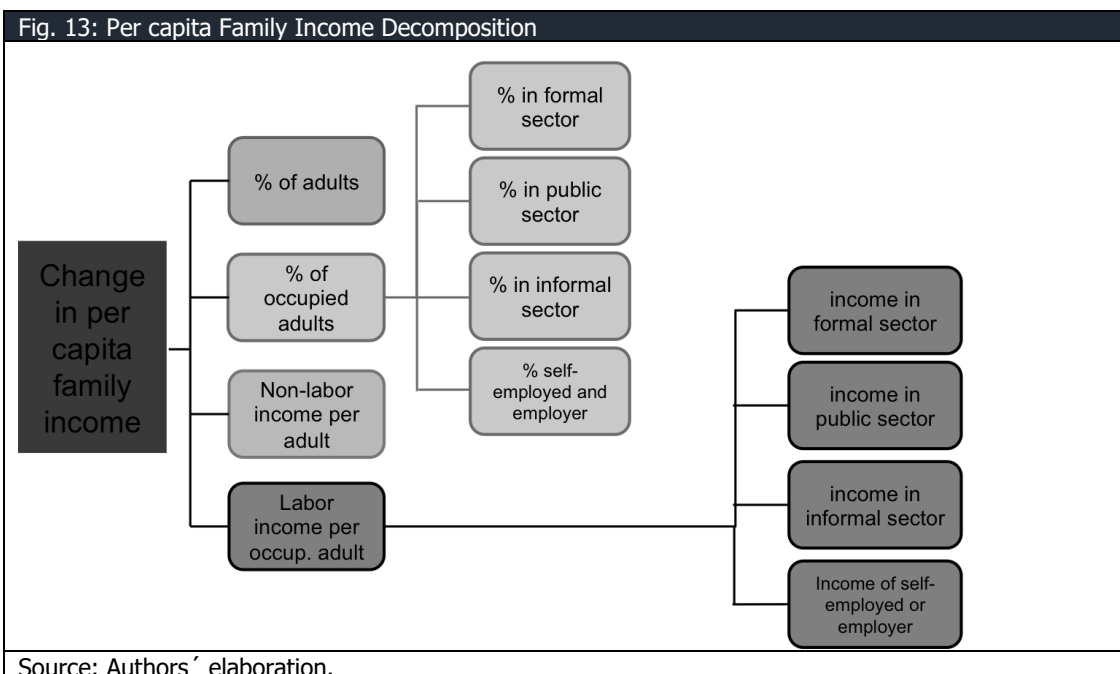 Fig. 13: Per capita Family Income Decomposition
Change
in per
capita
family
income
% of adults
% of
occupied
adults
Non-labor
income per
adult
Labor
income per
occup. adult
% in formal
sector
% in public
sector
% in informal
sector
% self-
employed and
employer
income in
formal sector
income in
public sector
income in
informal sector
Income of self-
employed or
employer
Source: Authors´ elaboration.